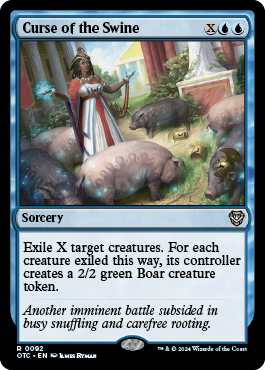 Curse of the Swine XUU
Sorcery
Exile X target creatures. For each
creature exiled this way, its controller
creates a 2/2 green Boar creature
token.
Another imminent battle subsided in
busy snuffling and carefree rooting.
R 0092
OTC • EN James Ryman
™ & © 2024 Wizards of the Coast